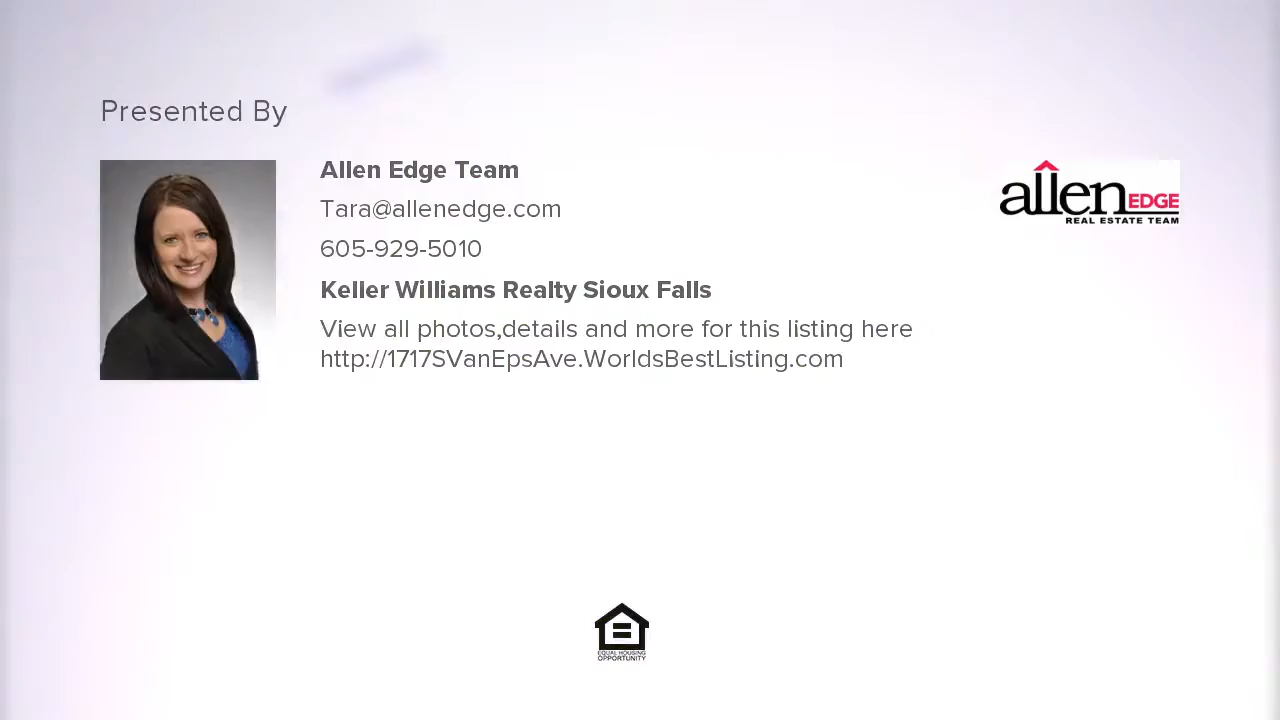 Presented By
Allen Edge Team
Tara@allenedge.com
605-929-5010
Keller Williams Realty Sioux Falls
View all photos,details and more for this listing here
http://1717SVanEpsAve.WorldsBestListing.com
allen EDGE
REAL ESTATE TEAM
EQUAL HOUSING
OPPORTUNITY